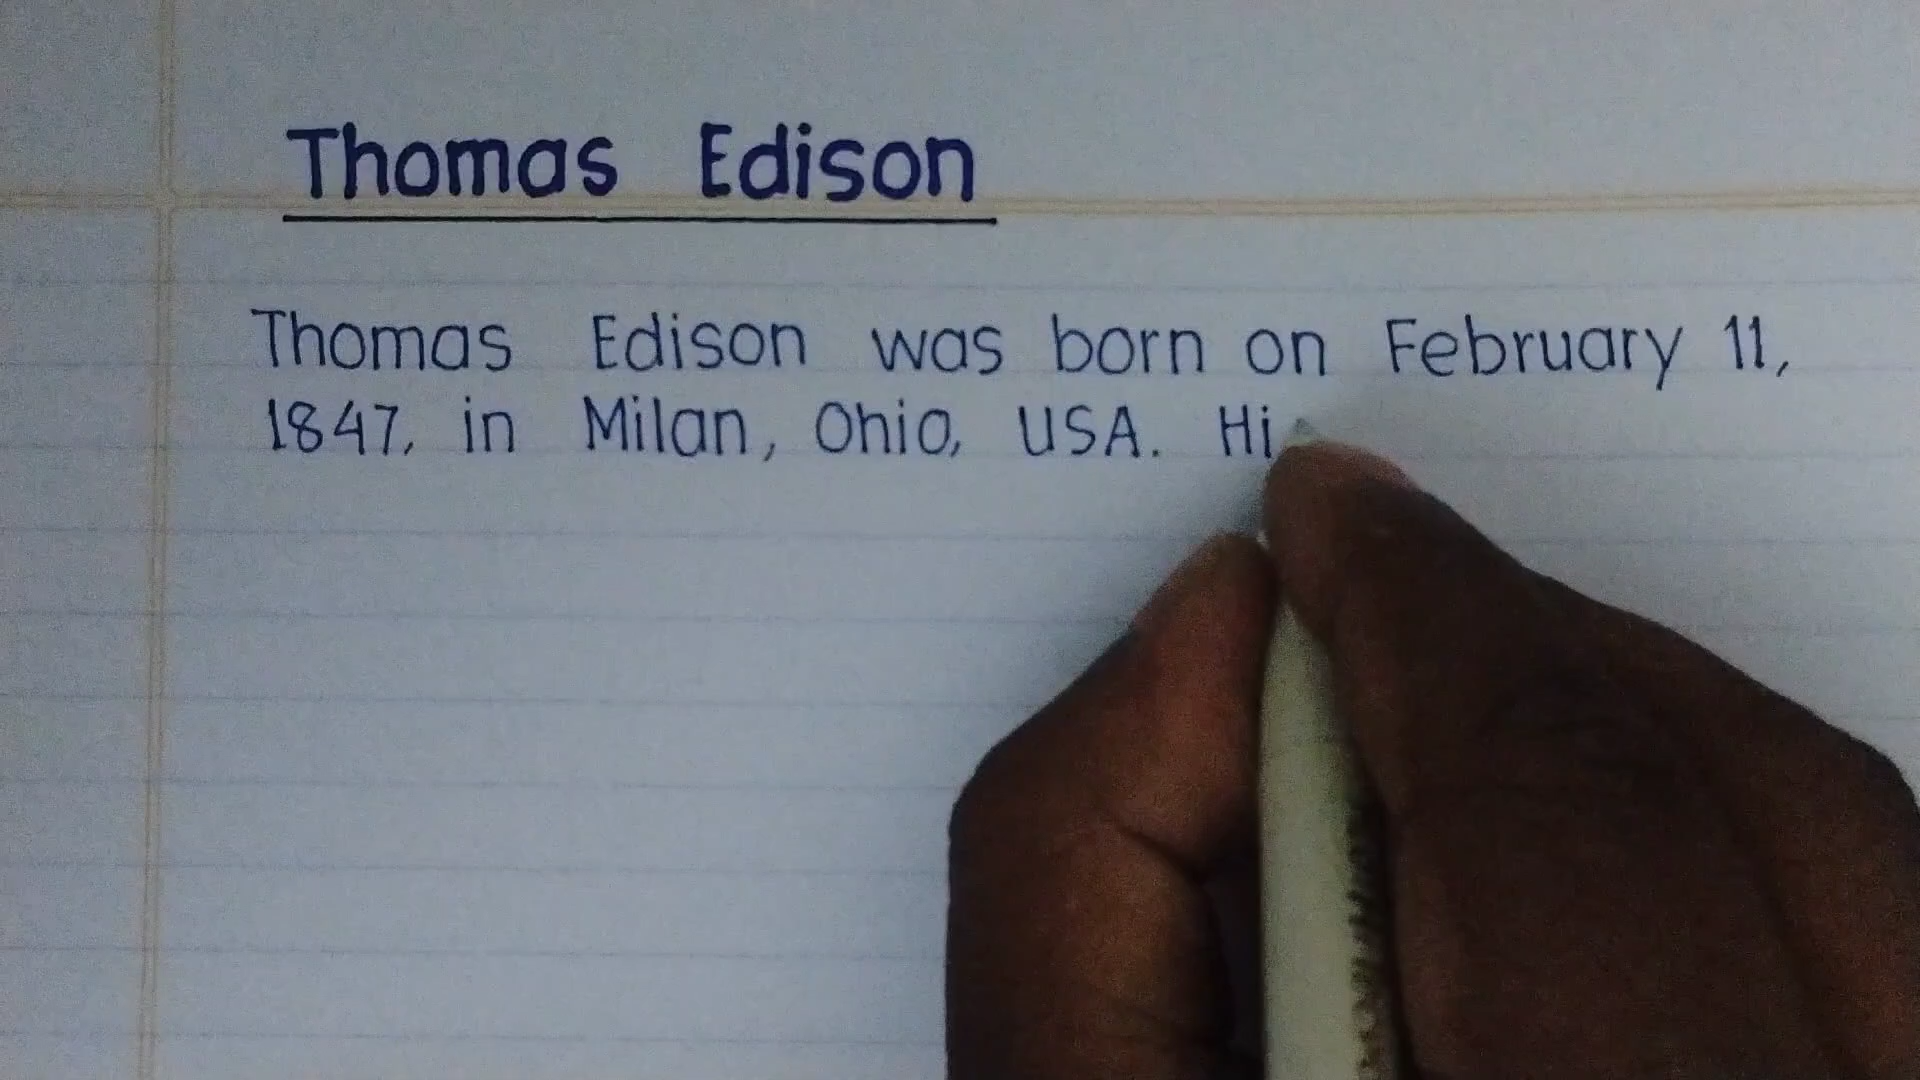 Thomas Edison
Thomas Edison was born on February 11,
1847, in Milan, Ohio, USA. Hi